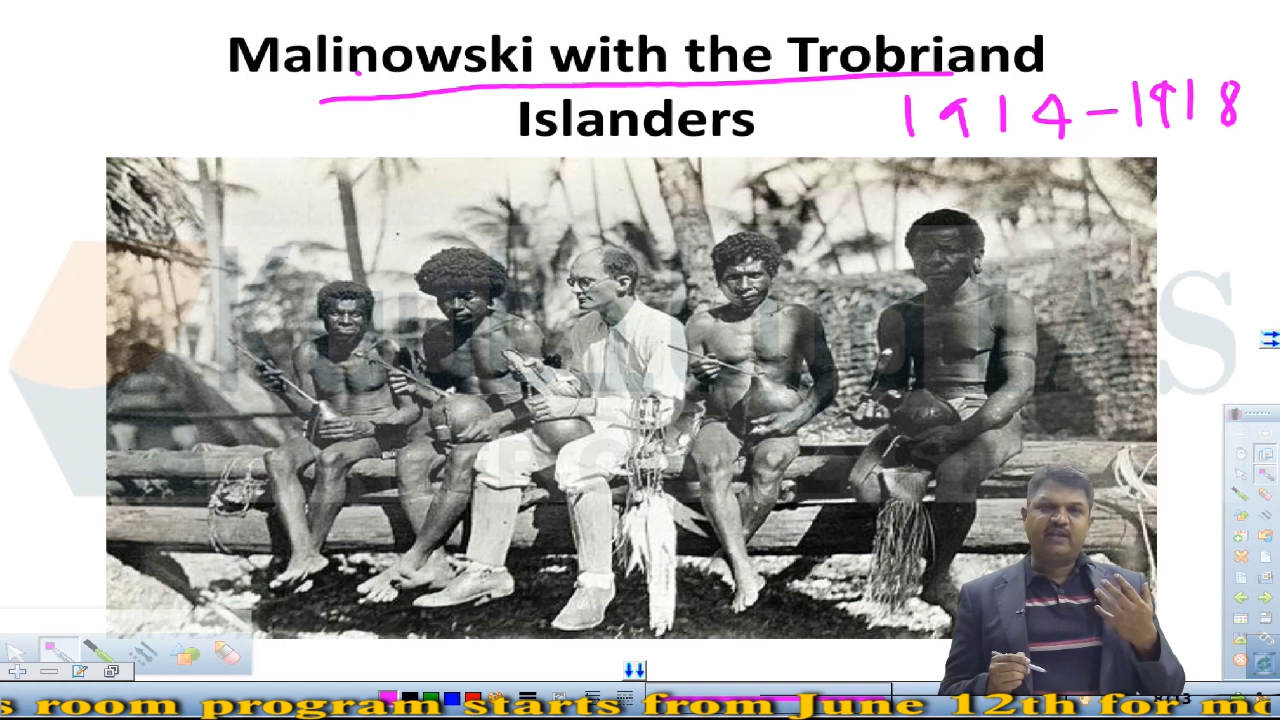 Malinowski with the Trobriand
Islanders
1914-1918
s room program starts from June 12th for